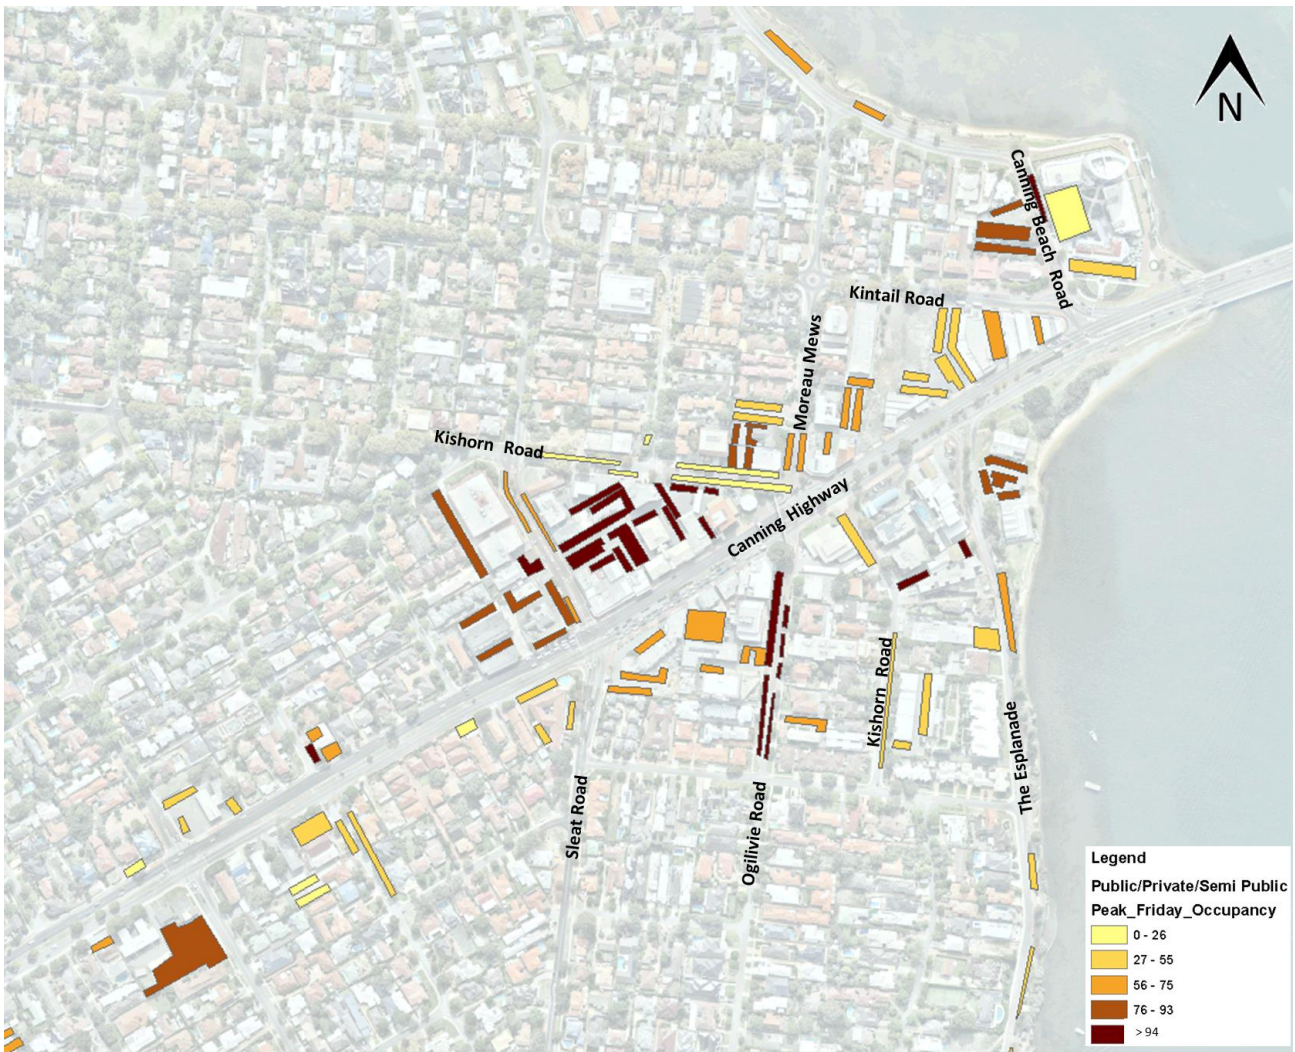 N
Canning Beach Road
Kintail Road
Moreau Mews
Kishorn Road
Canning Highway
Kishorn Road
The Esplanade
Sleat Road
Ogilivie Road
Legend
Public/Private/Semi Public
Peak_Friday_Occupancy
0 - 26
27 - 55
56 - 75
76 - 93
>94